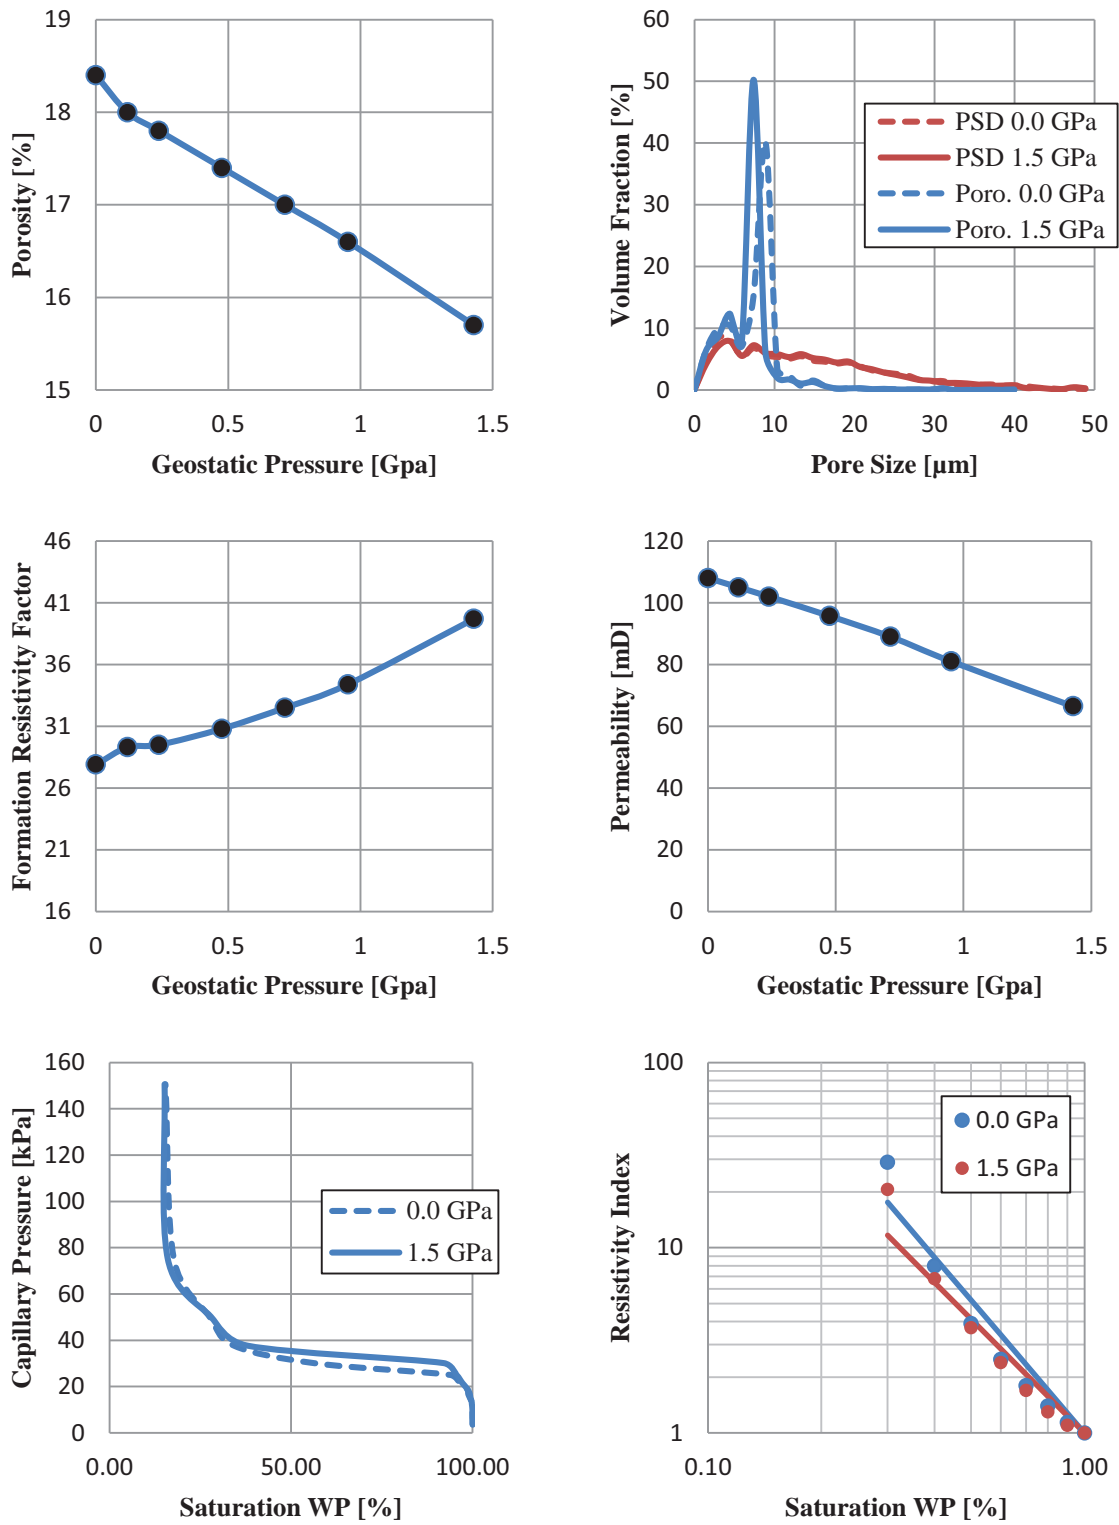 19
18
17
16
15
Porosity [%]
0 0.5 1 1.5
Geostatic Pressure [Gpa]
60
50
40
30
20
10
0
Volume Fraction [%]
PSD 0.0 GPa
PSD 1.5 GPa
Poro. 0.0 GPa
Poro. 1.5 GPa
0 10 20 30 40 50
Pore Size [µm]
46
41
36
31
26
21
16
Formation Resistivity Factor
0 0.5 1 1.5
Geostatic Pressure [Gpa]
120
100
80
60
40
20
0
Permeability [mD]
0 0.5 1 1.5
Geostatic Pressure [Gpa]
160
140
120
100
80
60
40
20
0
Capillary Pressure [kPa]
0.0 GPa
1.5 GPa
0.00 50.00 100.00
Saturation WP [%]
100
10
1
Resistivity Index
0.0 GPa
1.5 GPa
0.10 1.00
Saturation WP [%]